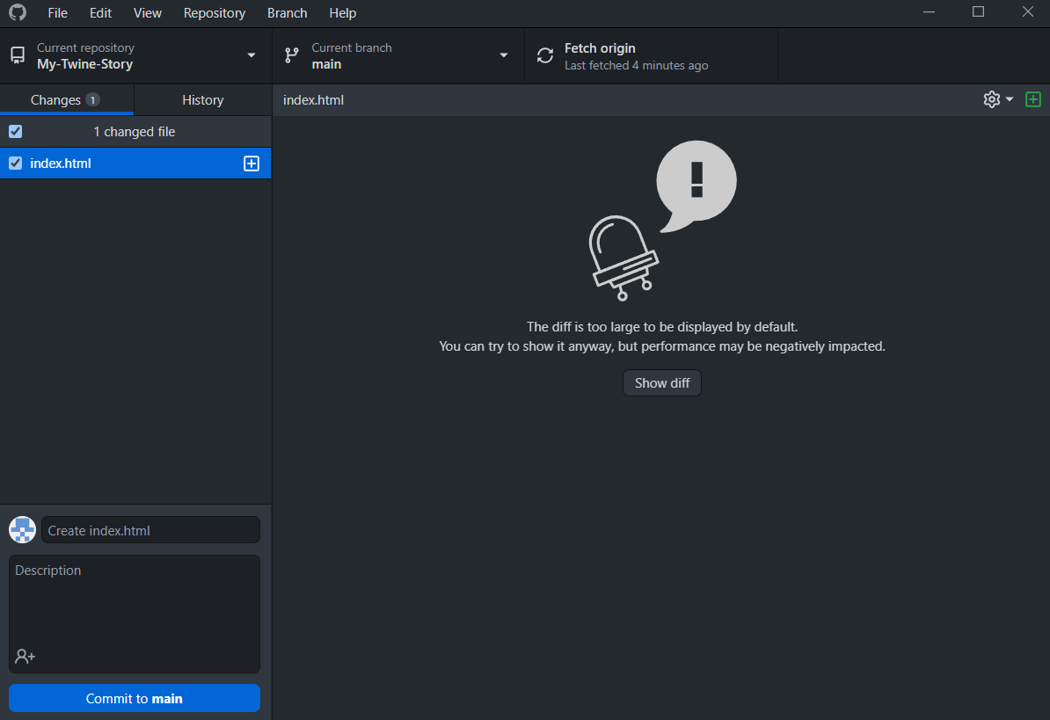 File Edit View Repository Branch Help
Current repository
My-Twine-Story
Current branch
main
Fetch origin
Last fetched 4 minutes ago
Changes 1
History
index.html
1 changed file
index.html
The diff is too large to be displayed by default.
You can try to show it anyway, but performance may be negatively impacted.
Show diff
Create index.html
Description
Commit to main